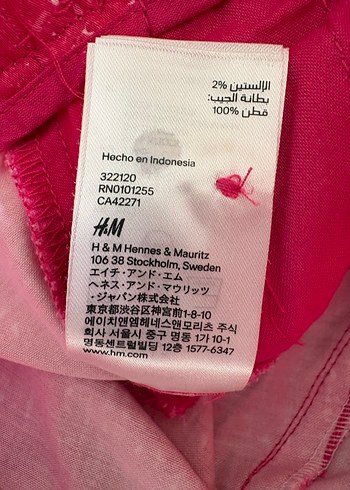 الإلستين 2%
بطانة الجيب:
قطن 100%
Hecho en Indonesia
322120
RN0101255
CA42271
H&M
H & M Hennes & Mauritz
106 38 Stockholm, Sweden
エイチ・アンド・エム
ヘネス・アンド・マウリッツ
・ジャパン株式会社
東京都渋谷区神宮前1-8-10
에이치앤엠헤네스앤모리츠 주식
회사 서울시 중구 명동 1가 10-1
명동센트럴빌딩 12층 1577-6347
www.hm.com